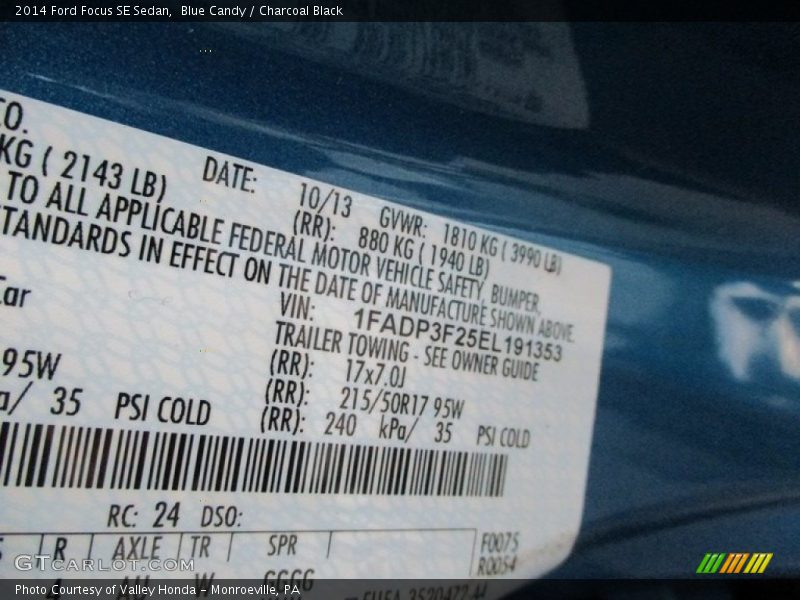 2014 Ford Focus SE Sedan,  Blue Candy / Charcoal Black
CO.
DATE: 10/13 GVWR: 1810 KG ( 3990 LB)
KG ( 2143 LB) (RR): 880 KG ( 1940 LB)
TO ALL APPLICABLE FEDERAL MOTOR VEHICLE SAFETY, BUMPER,
STANDARDS IN EFFECT ON THE DATE OF MANUFACTURE SHOWN ABOVE.
VIN: 1FADP3F25EL191353
Car TRAILER TOWING - SEE OWNER GUIDE
(RR): 17x7.0J
95W (RR): 215/50R17 95W
a/ 35 PSI COLD (RR): 240 kPa/ 35 PSI COLD
RC: 24 DSO:
R AXLE TR SPR F0075
R0054
4 W GGGG
GTCARLOT.COM
Photo Courtesy of Valley Honda - Monroeville, PA